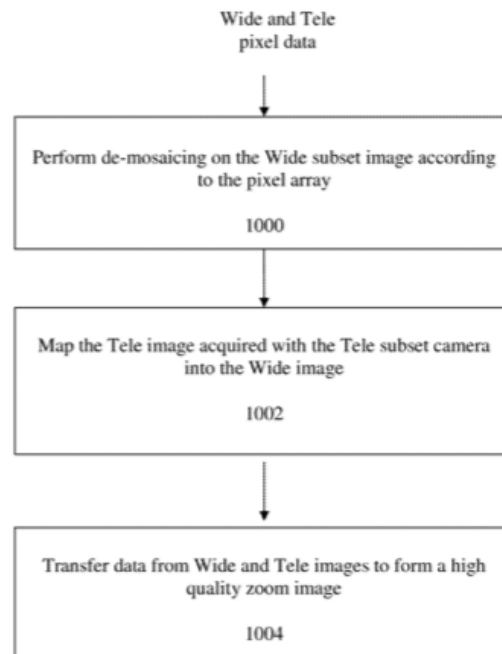 Wide and Tele
pixel data
Perform de-mosaicing on the Wide subset image according
to the pixel array
1000
Map the Tele image acquired with the Tele subset camera
into the Wide image
1002
Transfer data from Wide and Tele images to form a high
quality zoom image
1004